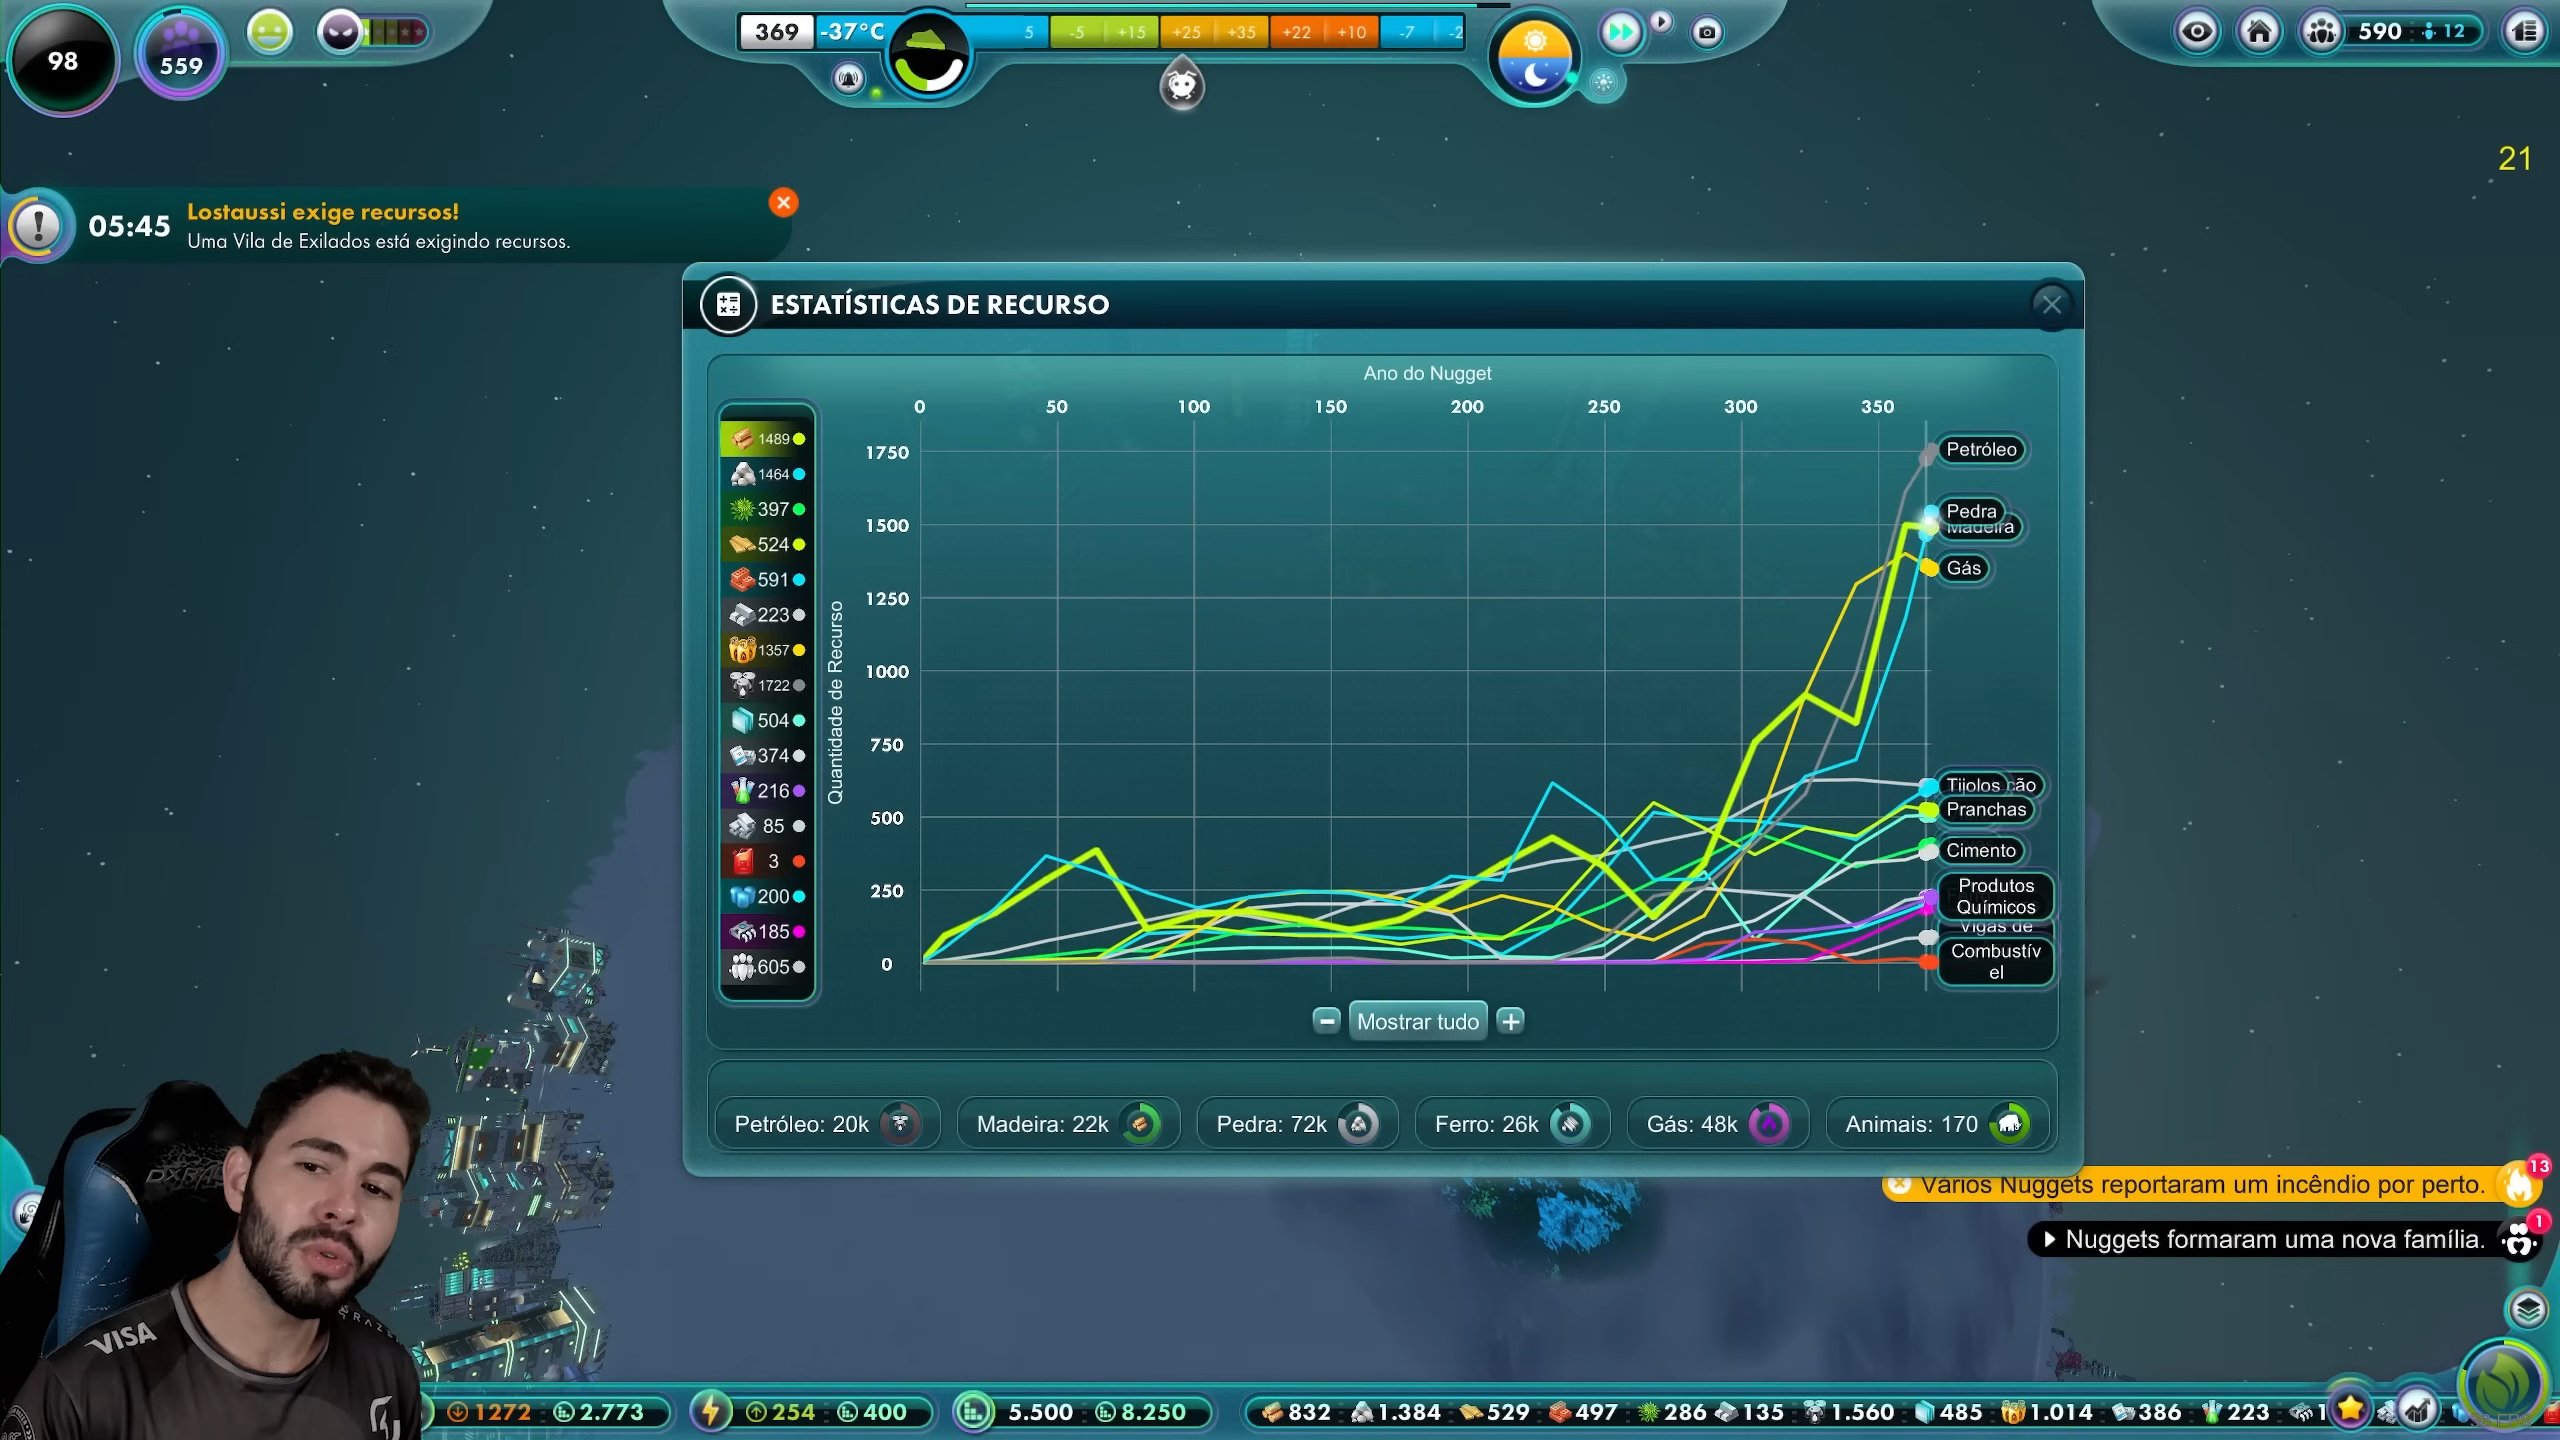 98
559
369
-37°C
5
-5
+15
+25
+35
+22
+10
-7
590
12
21
05:45
Lostaussi exige recursos!
Uma Vila de Exilados está exigindo recursos.
ESTATÍSTICAS DE RECURSO
Ano do Nugget
0 50 100 150 200 250 300 350
1489
1464
397
524
591
223
1357
1722
504
374
216
85
3
200
185
605
Quantidade de Recurso
1750
1500
1250
1000
750
500
250
0
Petróleo
Pedra
Madeira
Gás
Tijolos
ção
Pranchas
Cimento
Produtos
Químicos
Vigas de
Combustív
el
Mostrar tudo
Petróleo: 20k
Madeira: 22k
Pedra: 72k
Ferro: 26k
Gás: 48k
Animais: 170
13
Vários Nuggets reportaram um incêndio por perto.
1
Nuggets formaram uma nova família.
VISA
1272
2.773
254
400
5.500
8.250
832
1.384
529
497
286
135
1.560
485
1.014
386
223